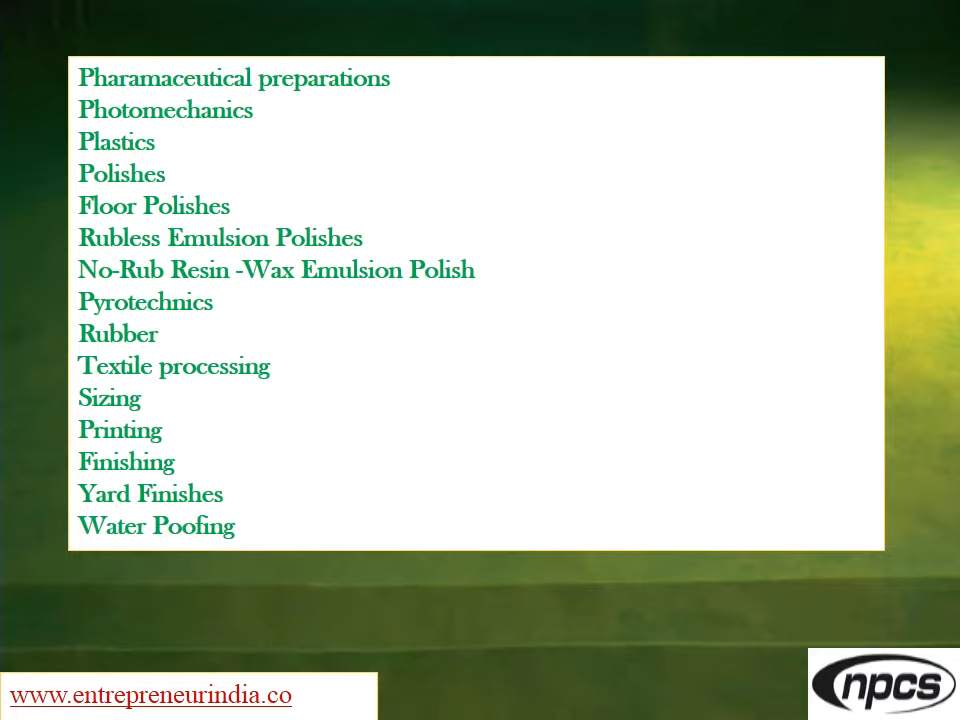 Pharamaceutical preparations
Photomechanics
Plastics
Polishes
Floor Polishes
Rubless Emulsion Polishes
No-Rub Resin -Wax Emulsion Polish
Pyrotechnics
Rubber
Textile processing
Sizing
Printing
Finishing
Yard Finishes
Water Poofing
www.entrepreneurindia.co
npcs